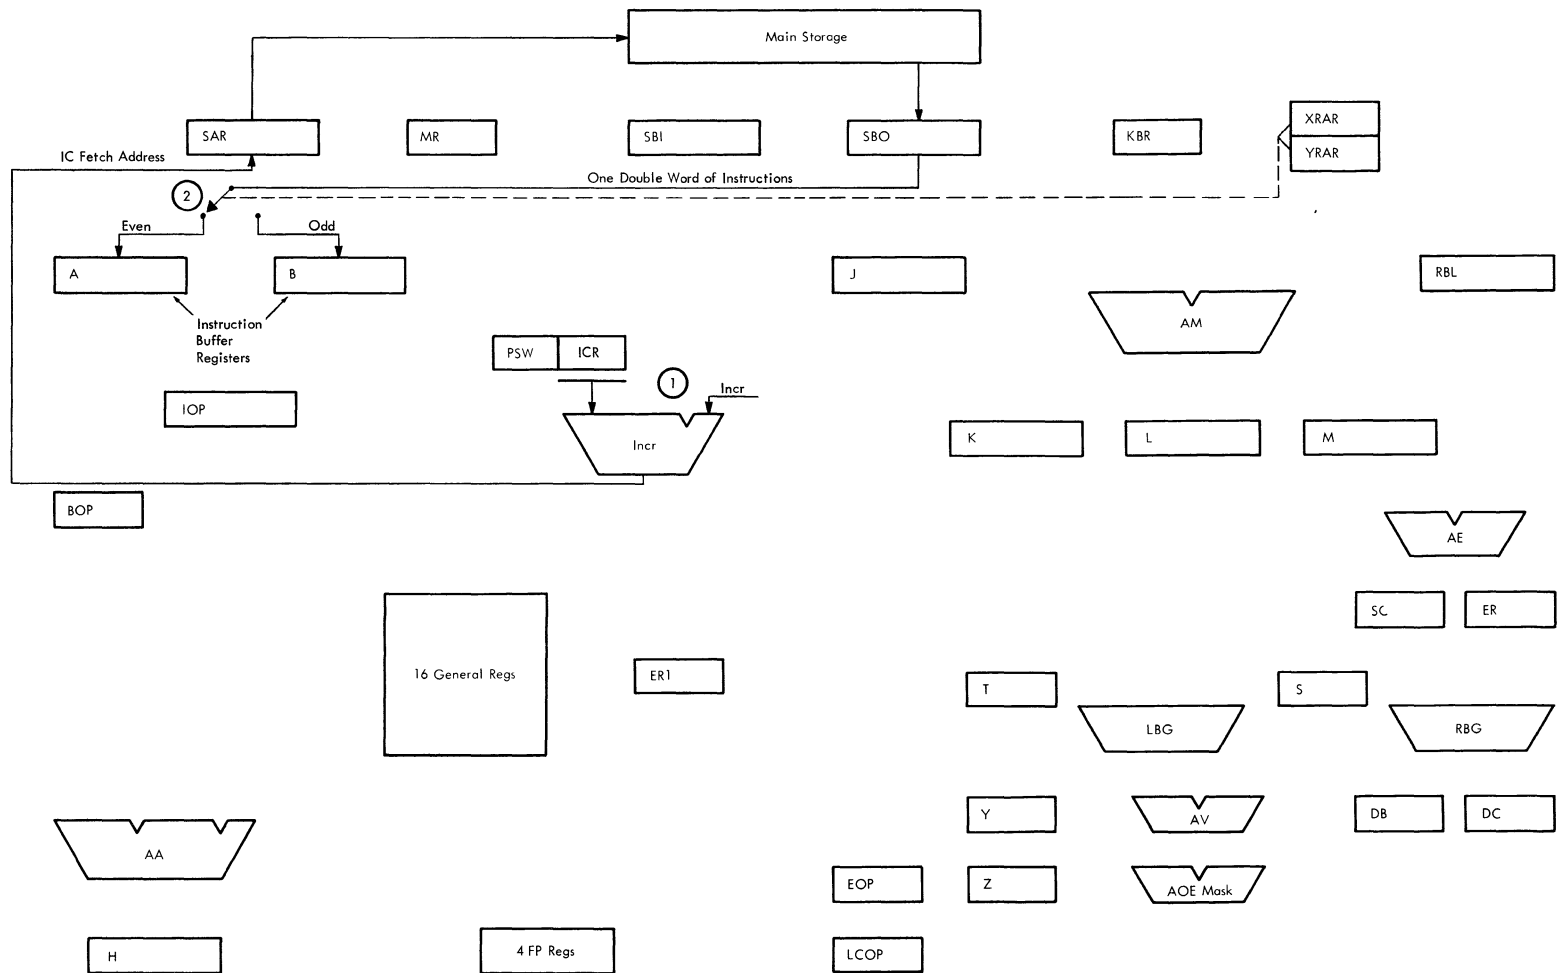 Main Storage
SAR
MR
SBI
SBO
KBR
XRAR
YRAR
IC Fetch Address
One Double Word of Instructions
2
Even
Odd
A
B
J
RBL
Instruction
Buffer
Registers
AM
PSW
ICR
1
Incr
IOP
Incr
K
L
M
BOP
AE
SC
ER
16 General Regs
ER1
T
S
LBG
RBG
Y
AV
DB
DC
AA
EOP
Z
AOE Mask
H
4 FP Regs
LCOP